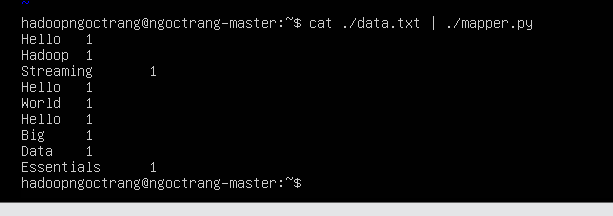 hadoopngoctrang@ngoctrang-master:~$ cat ./data.txt | ./mapper.py
Hello	1
Hadoop	1
Streaming	1
Hello	1
World	1
Hello	1
Big	1
Data	1
Essentials	1
hadoopngoctrang@ngoctrang-master:~$